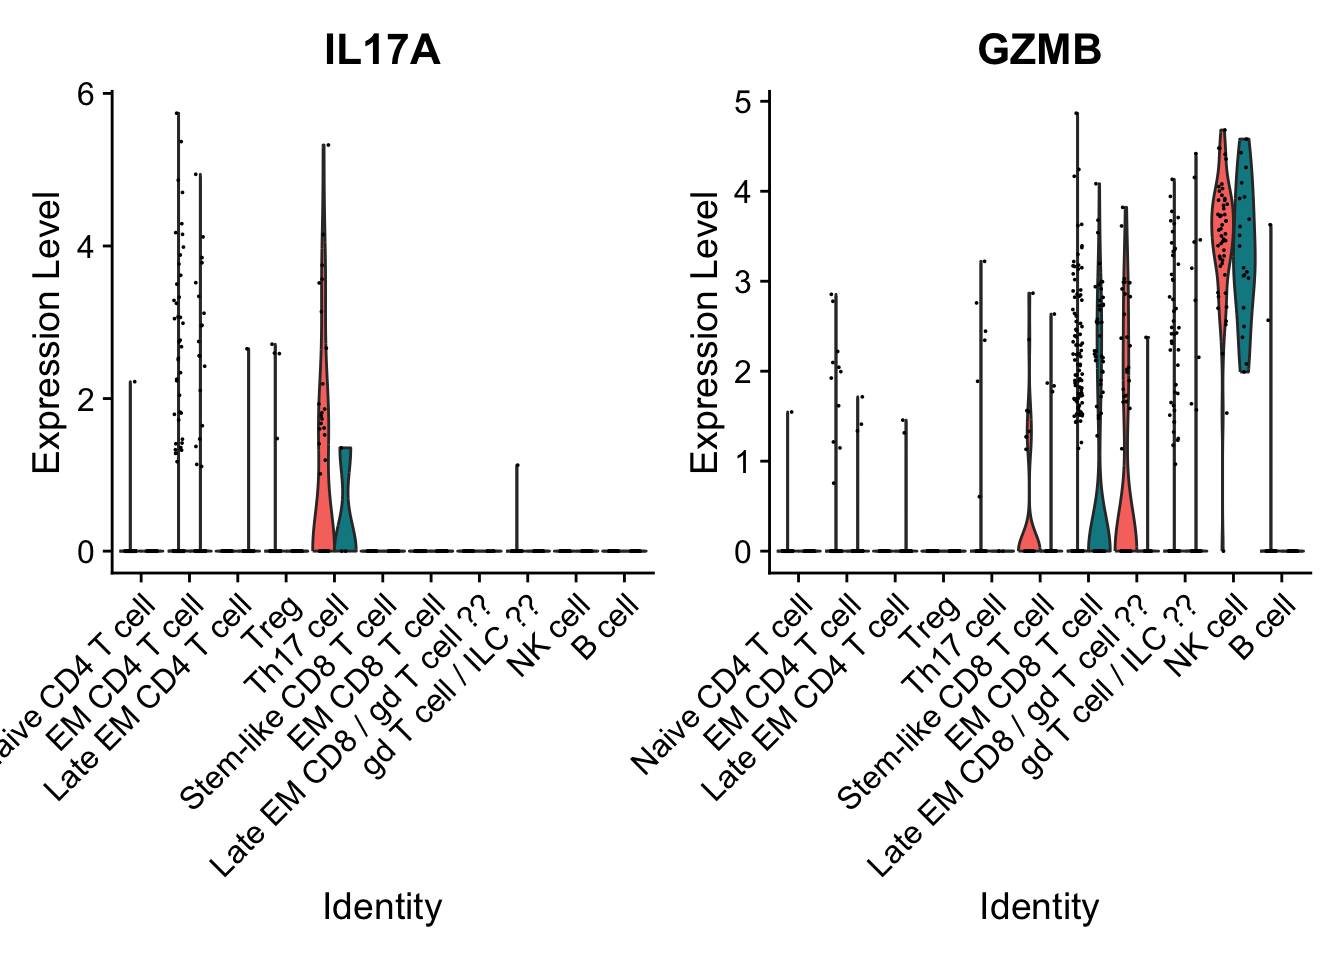 IL17A
Expression Level
6
4
2
0
aive CD4 T cell
EM CD4 T cell
Late EM CD4 T cell
Treg
Th17 cell
Stem-like CD8 T cell
EM CD8 T cell
Late EM CD8 / gd T cell ??
gd T cell / ILC ??
NK cell
B cell
Identity
GZMB
Expression Level
5
4
3
2
1
0
Naive CD4 T cell
EM CD4 T cell
Late EM CD4 T cell
Treg
Th17 cell
Stem-like CD8 T cell
EM CD8 T cell
Late EM CD8 / gd T cell ??
gd T cell / ILC ??
NK cell
B cell
Identity